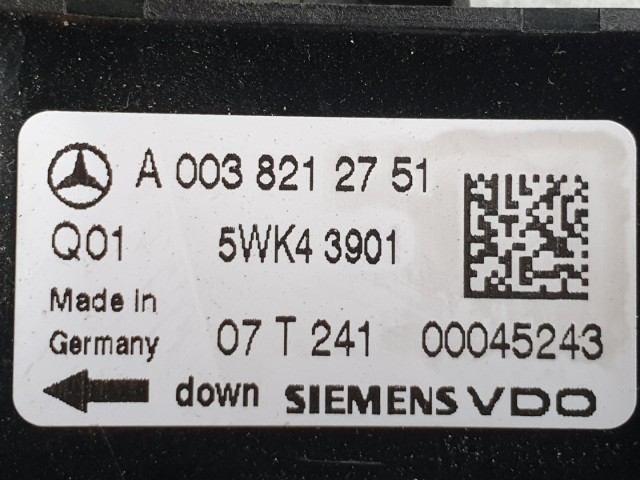 A 003 821 27 51
Q01 5WK4 3901
Made in
Germany 07 T 241 00045243
down SIEMENS VDO